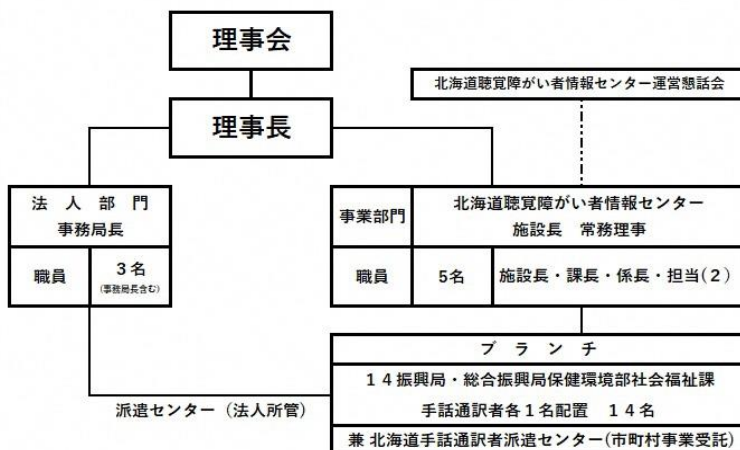 理事会
北海道聴覚障がい者情報センター運営懇話会
理事長
法　人　部　門
事務局長
職員
３名
(事務局長含む)
事業部門
北海道聴覚障がい者情報センター
施設長　常務理事
職員
5名
施設長・課長・係長・担当(２)
ブ　ラ　ン　チ
１４振興局・総合振興局保健環境部社会福祉課
手話通訳者各１名配置　１４名
派遣センター（法人所管）
兼 北海道手話通訳者派遣センター(市町村事業受託)